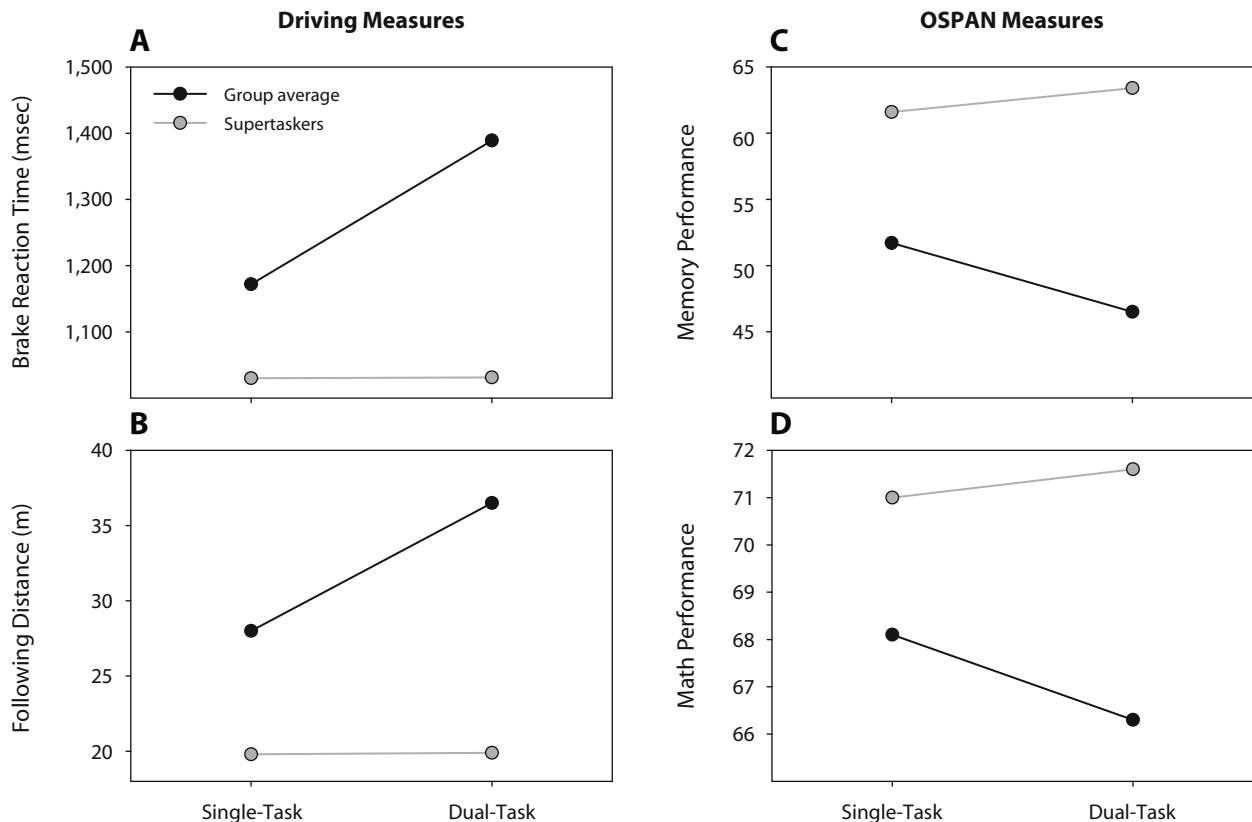 Driving Measures
OSPAN Measures
A
1,500
1,400
1,300
1,200
1,100
Brake Reaction Time (msec)
Group average
Supertaskers
C
65
60
55
50
45
Memory Performance
B
40
35
30
25
20
Following Distance (m)
Single-Task
Dual-Task
D
72
71
70
69
68
67
66
Math Performance
Single-Task
Dual-Task